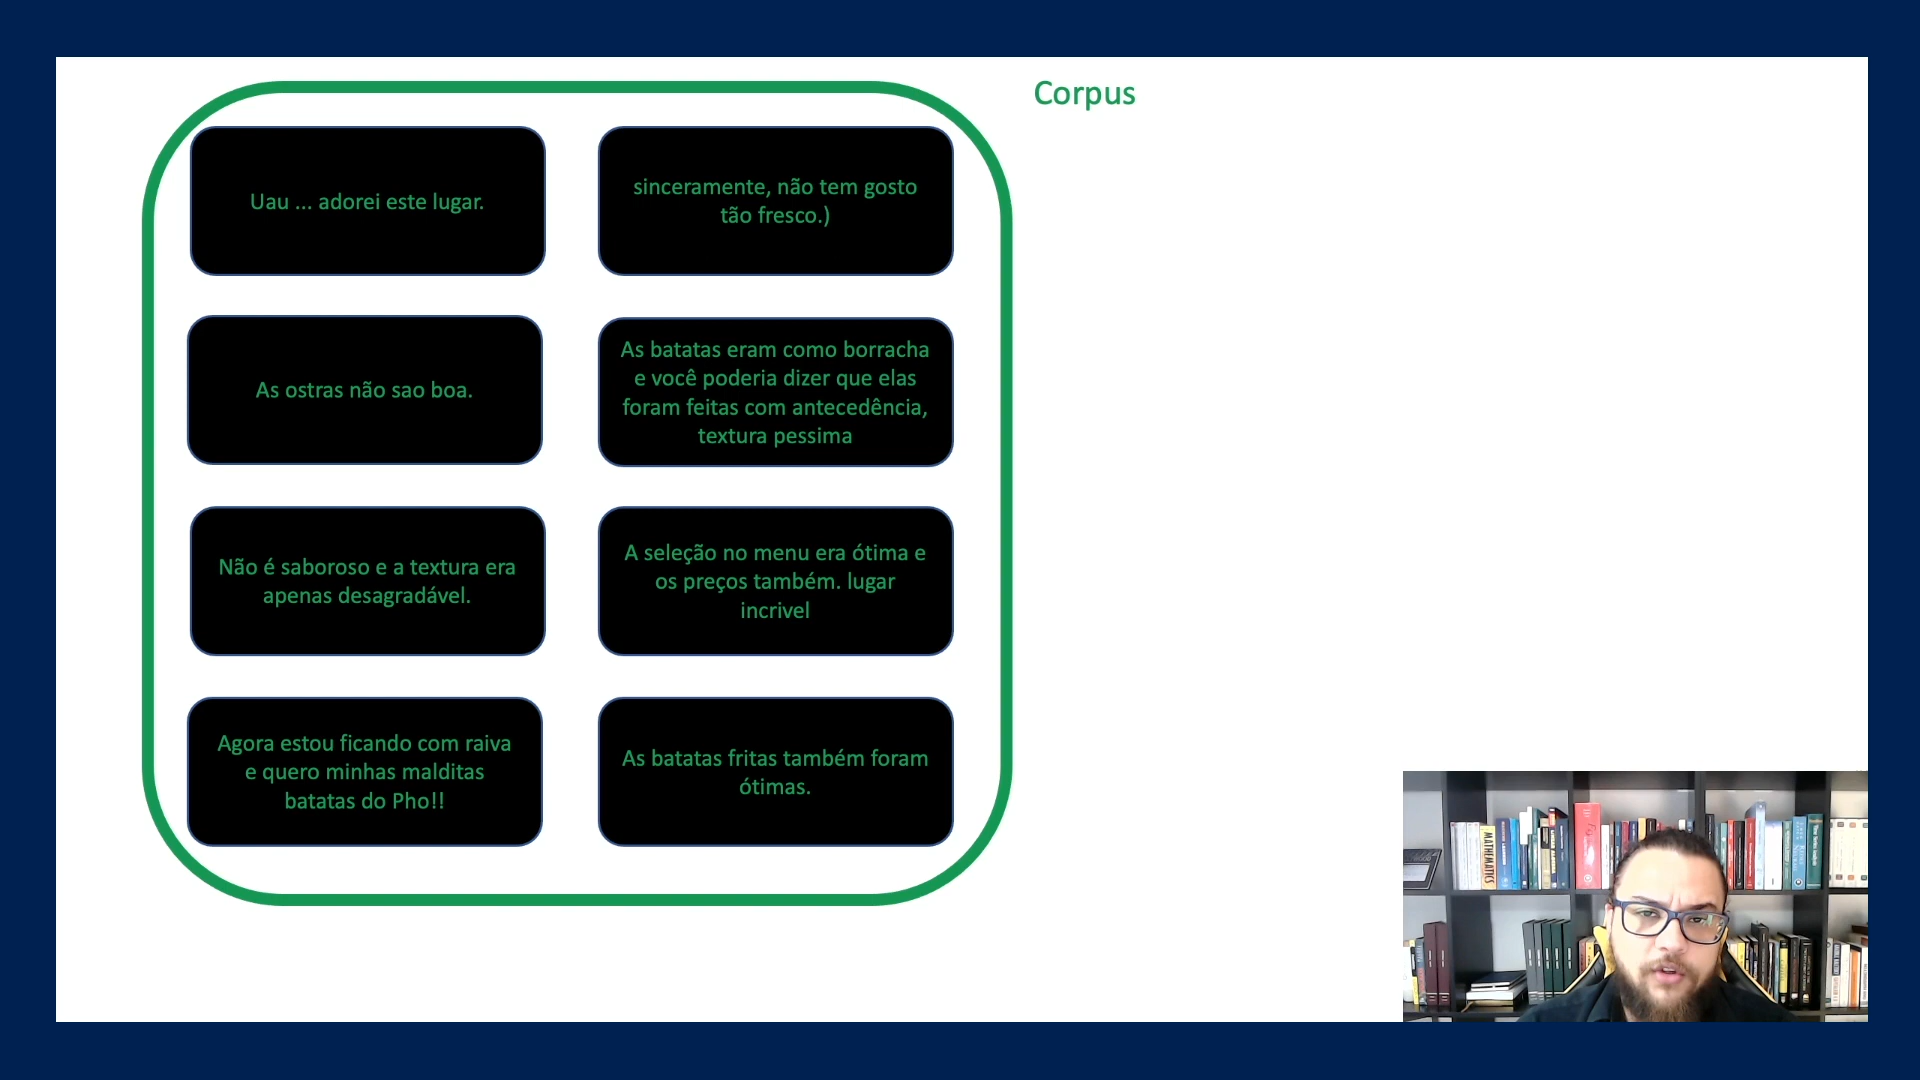 Corpus
Uau ... adorei este lugar.
sinceramente, não tem gosto
tão fresco.)
As ostras não sao boa.
As batatas eram como borracha
e você poderia dizer que elas
foram feitas com antecedência,
textura pessima
Não é saboroso e a textura era
apenas desagradável.
A seleção no menu era ótima e
os preços também. lugar
incrivel
Agora estou ficando com raiva
e quero minhas malditas
batatas do Pho!!
As batatas fritas também foram
ótimas.
MATHEMATICS